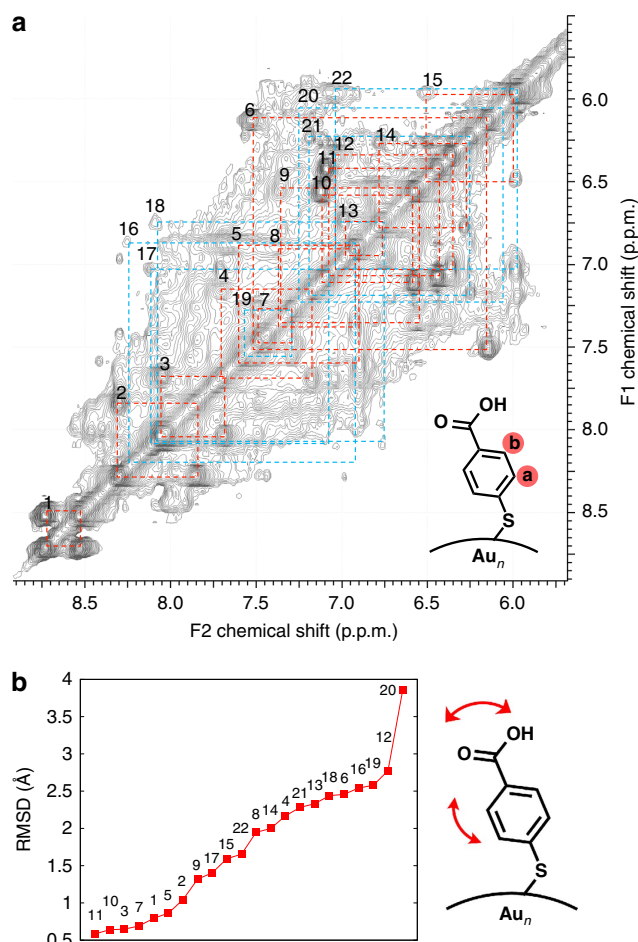 a
22
15
20
6
21
12
14
11
9
10
13
18
16
5
8
17
4
19
7
3
2
1
6.0
6.5
7.0
7.5
8.0
8.5
F1 chemical shift (p.p.m.)
8.5 8.0 7.5 7.0 6.5 6.0
F2 chemical shift (p.p.m.)
O
OH
b
a
S
Aun
b
4
3.5
3
2.5
2
1.5
1
0.5
RMSD (Å)
11 10 3 7 1 5 2 9 17 15 22 8 14 4 21 13 18 6 16 19 12 20
O
OH
S
Aun